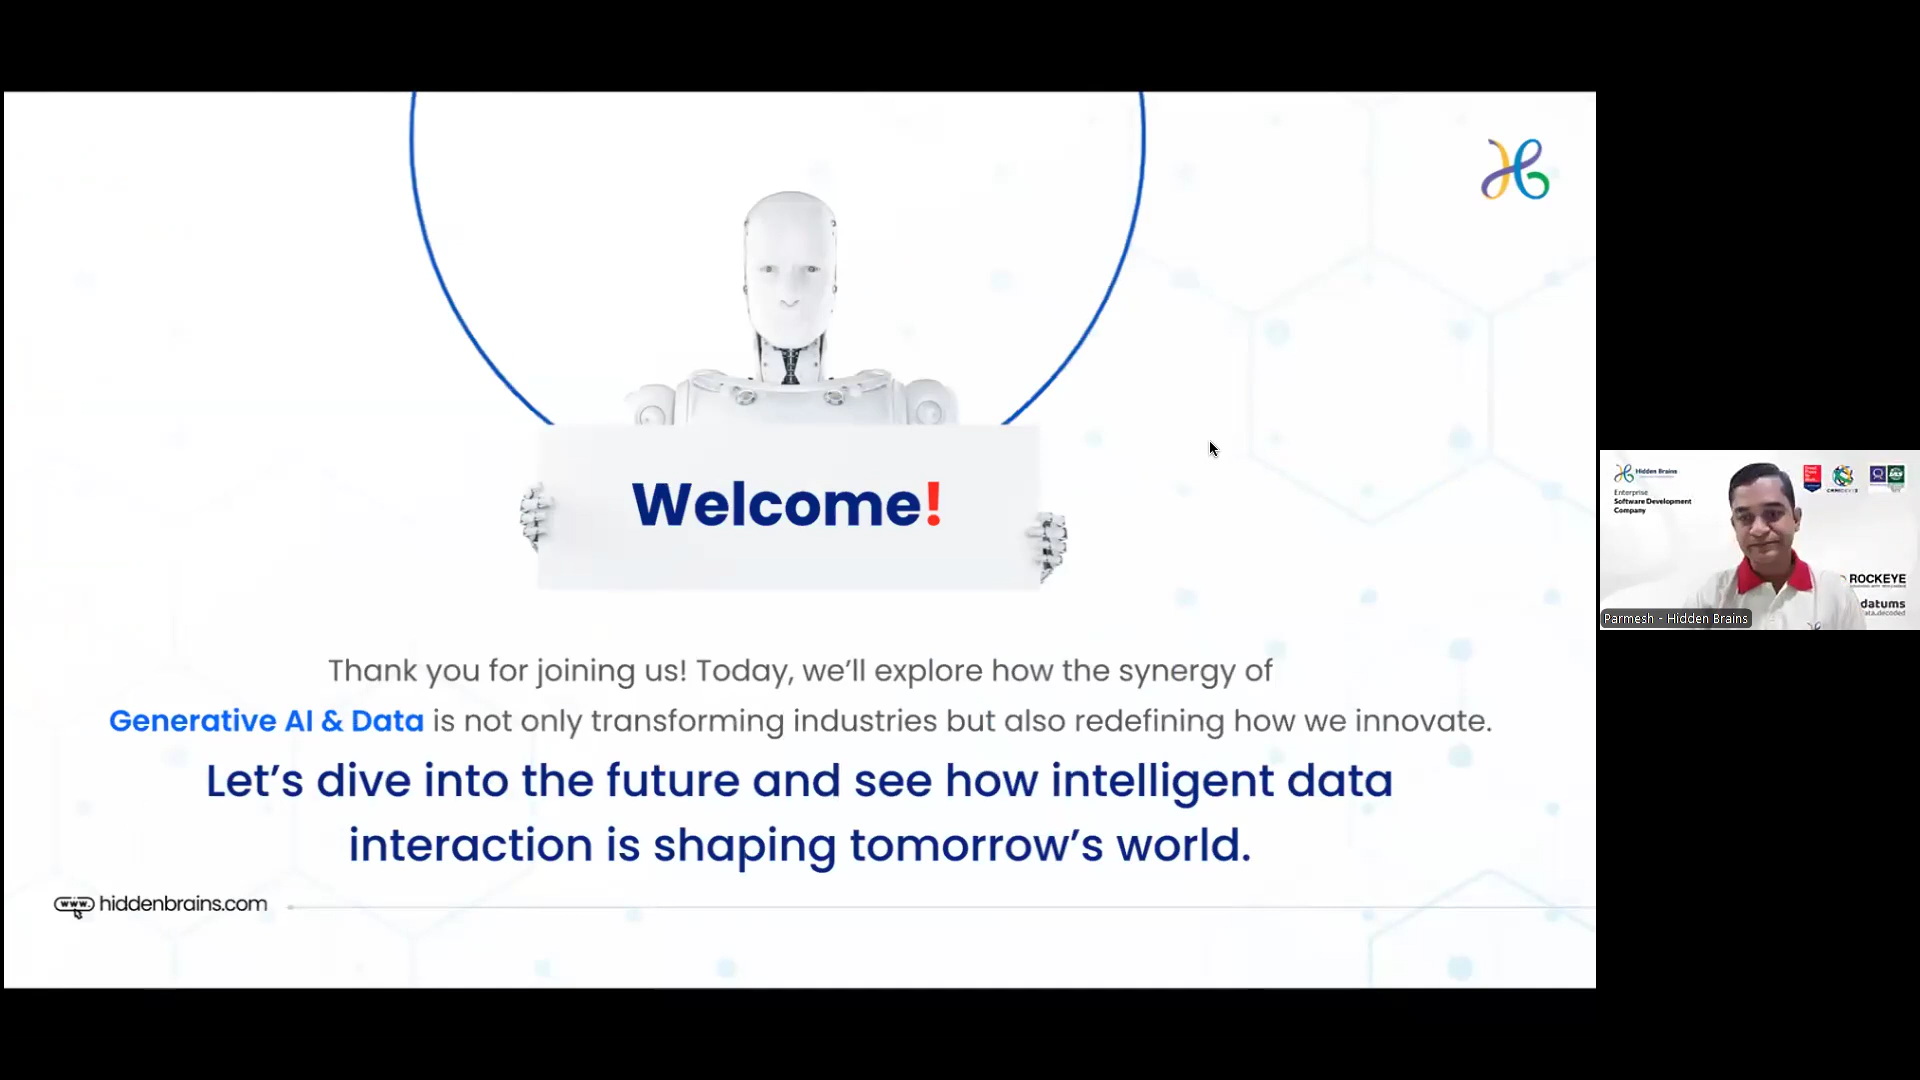 Welcome!
Thank you for joining us! Today, we’ll explore how the synergy of
Generative AI & Data is not only transforming industries but also redefining how we innovate.
Let’s dive into the future and see how intelligent data
interaction is shaping tomorrow’s world.
www.
hiddenbrains.com
Hidden Brains
Enterprise
Software Development
Company
ROCKEYE
datums
Parmesh - Hidden Brains